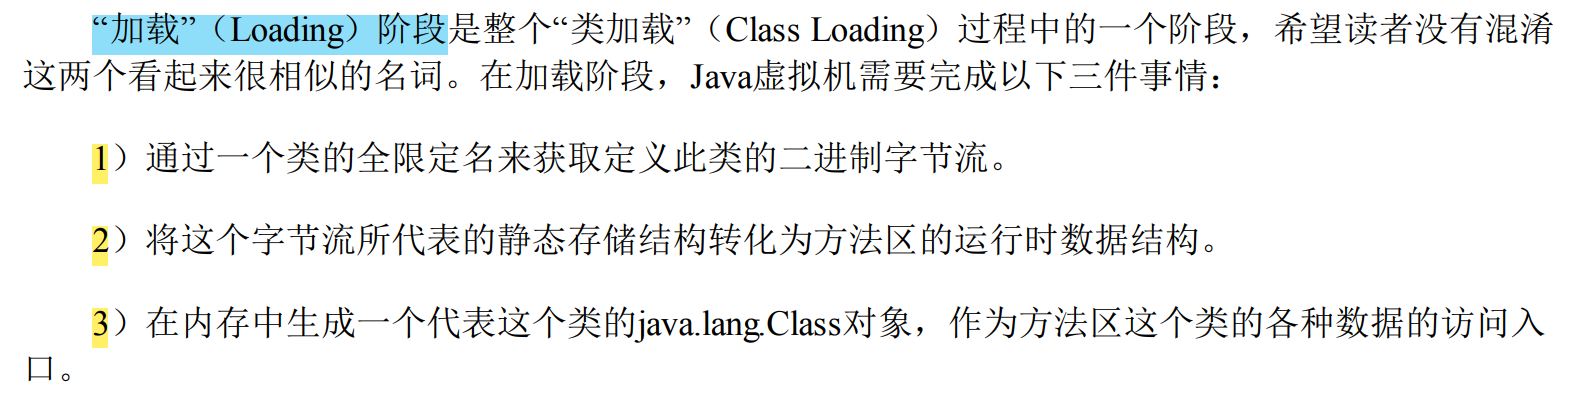 “加载”（Loading）阶段是整个“类加载”（Class Loading）过程中的一个阶段，希望读者没有混淆
这两个看起来很相似的名词。在加载阶段，Java虚拟机需要完成以下三件事情：
1）通过一个类的全限定名来获取定义此类的二进制字节流。
2）将这个字节流所代表的静态存储结构转化为方法区的运行时数据结构。
3）在内存中生成一个代表这个类的java.lang.Class对象，作为方法区这个类的各种数据的访问入
口。